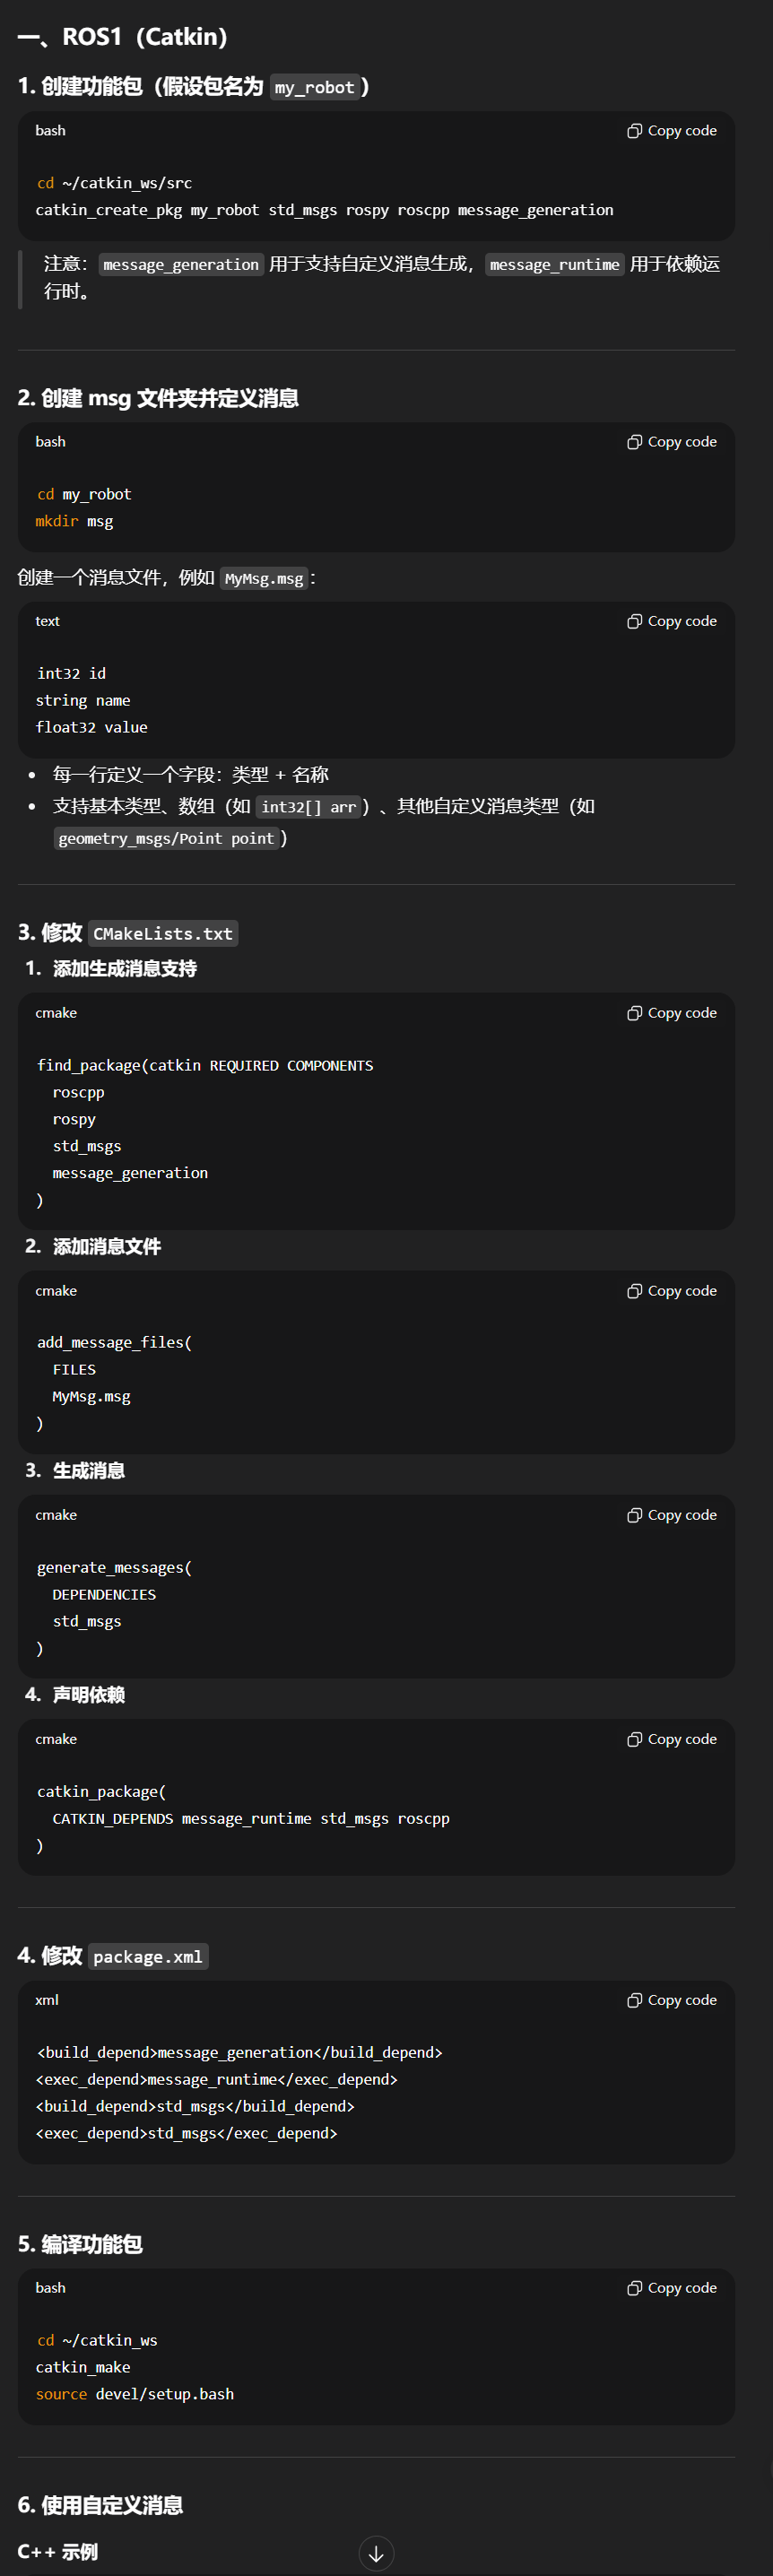 一、ROS1（Catkin）
1. 创建功能包（假设包名为 my_robot）
bash
Copy code
cd ~/catkin_ws/src
catkin_create_pkg my_robot std_msgs rospy roscpp message_generation
注意：message_generation 用于支持自定义消息生成，message_runtime 用于依赖运
行时。
2. 创建 msg 文件夹并定义消息
bash
Copy code
cd my_robot
mkdir msg
创建一个消息文件，例如 MyMsg.msg：
text
Copy code
int32 id
string name
float32 value
• 每一行定义一个字段：类型 + 名称
• 支持基本类型、数组（如 int32[] arr）、其他自定义消息类型（如
geometry_msgs/Point point）
3. 修改 CMakeLists.txt
1. 添加生成消息支持
cmake
Copy code
find_package(catkin REQUIRED COMPONENTS
  roscpp
  rospy
  std_msgs
  message_generation
)
2. 添加消息文件
cmake
Copy code
add_message_files(
  FILES
  MyMsg.msg
)
3. 生成消息
cmake
Copy code
generate_messages(
  DEPENDENCIES
  std_msgs
)
4. 声明依赖
cmake
Copy code
catkin_package(
  CATKIN_DEPENDS message_runtime std_msgs roscpp
)
4. 修改 package.xml
xml
Copy code
<build_depend>message_generation</build_depend>
<exec_depend>message_runtime</exec_depend>
<build_depend>std_msgs</build_depend>
<exec_depend>std_msgs</exec_depend>
5. 编译功能包
bash
Copy code
cd ~/catkin_ws
catkin_make
source devel/setup.bash
6. 使用自定义消息
C++ 示例